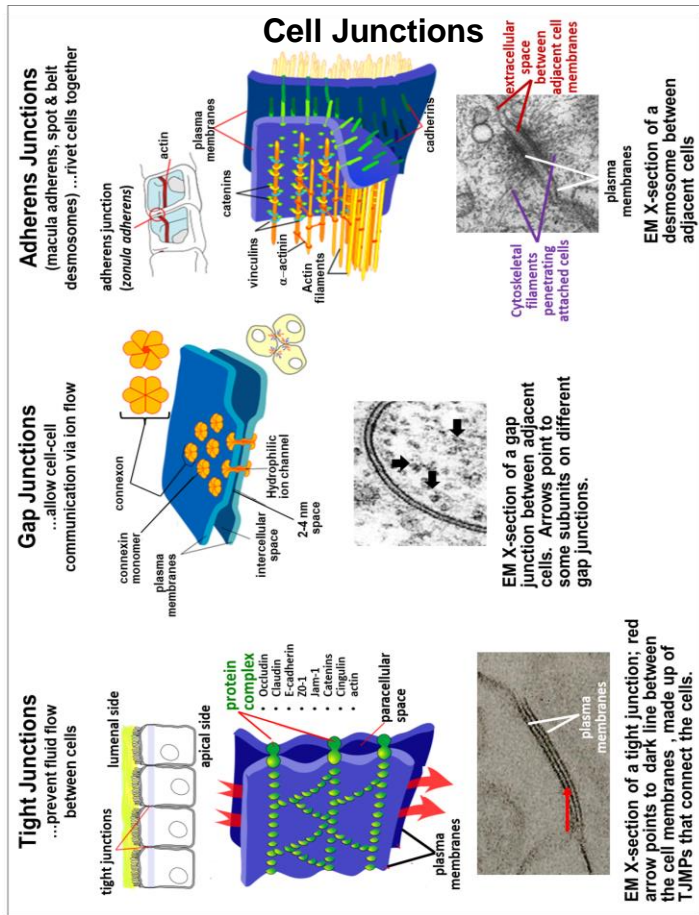 Cell Junctions
Tight Junctions
...prevent fluid flow
between cells
tight junctions
lumenal side
apical side
protein
complex
• Occludin
• Claudin
• E-cadherin
• Z0-1
• Jam-1
• Catenins
• Cingulin
• actin
paracellular
space
plasma
membranes
plasma
membranes
EM X-section of a tight junction; red
arrow points to dark line between
the cell membranes ,made up of
TJMPs that connect the cells.
Gap Junctions
...allow cell-cell
communication via ion flow
connexon
connexin
monomer
plasma
membranes
intercellular
space
2-4 nm
space
Hydrophilic
ion channel
EM X-section of a gap
junction between adjacent
cells. Arrows point to
some subunits on different
gap junctions.
Adherens Junctions
(macula adherens, spot & belt
desmosomes) ...rivet cells together
adherens junction
(zonula adherens)
actin
plasma
membranes
catenins
vinculins
α-actinin
Actin
filaments
cadherins
Cytoskeletal
filaments
penetrating
attached cells
plasma
membranes
extracellular
space
between
adjacent cell
membranes
EM X-section of a
desmosome between
adjacent cells